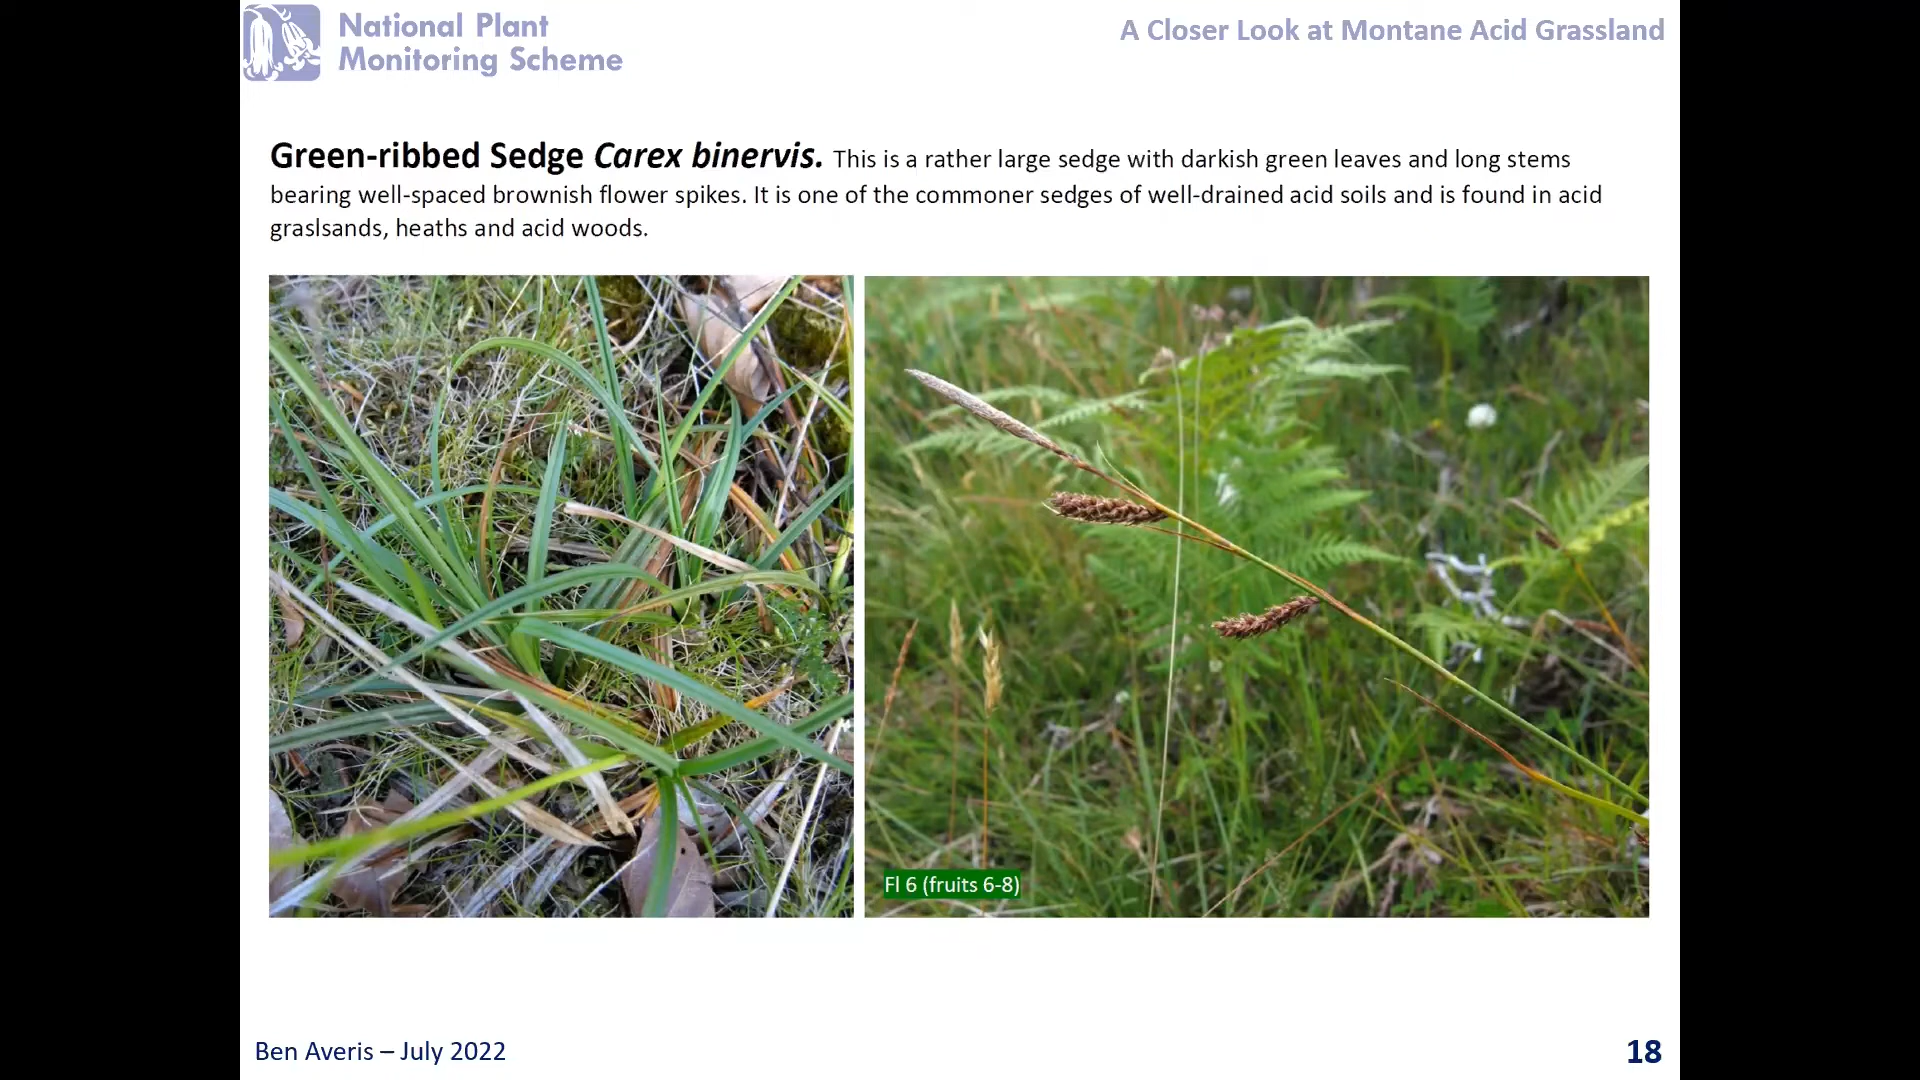 National Plant
Monitoring Scheme
A Closer Look at Montane Acid Grassland
Green-ribbed Sedge Carex binervis. This is a rather large sedge with darkish green leaves and long stems
bearing well-spaced brownish flower spikes. It is one of the commoner sedges of well-drained acid soils and is found in acid
graslsands, heaths and acid woods.
Fl 6 (fruits 6-8)
Ben Averis – July 2022
18